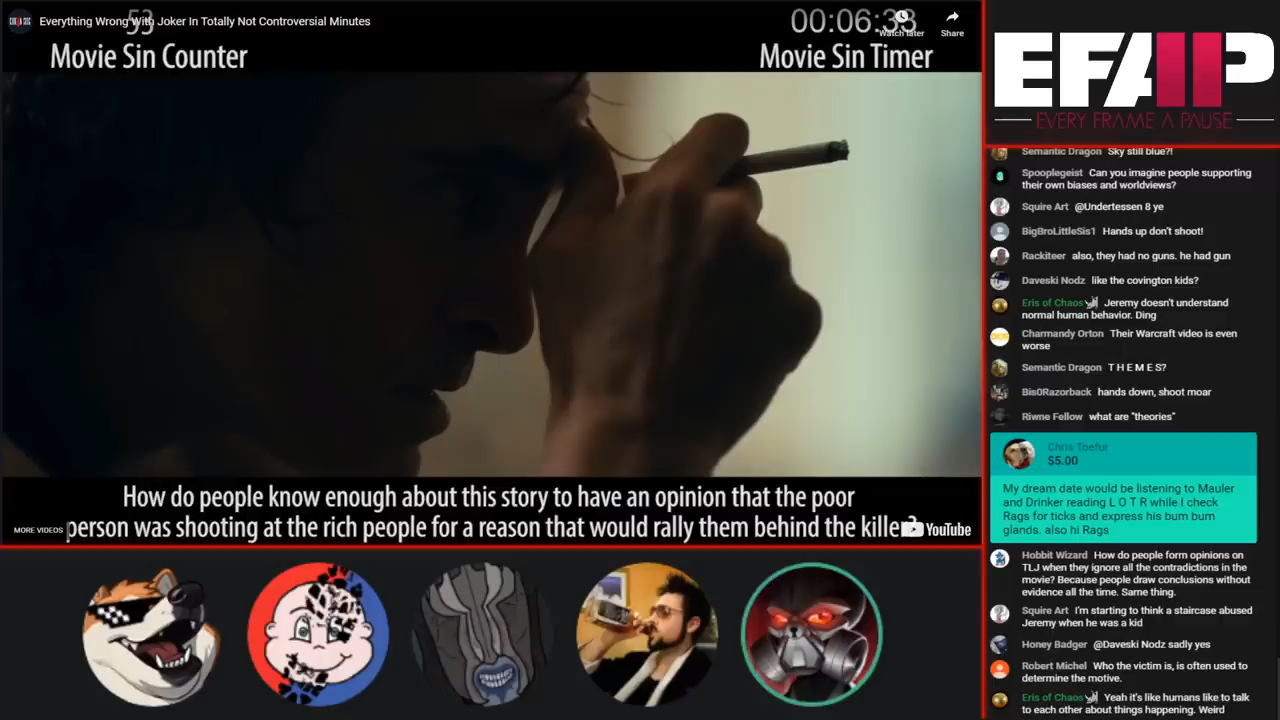 Everything Wrong With Joker In Totally Not Controversial Minutes
53
00:06:33
Watch later
Share
Movie Sin Counter
Movie Sin Timer
How do people know enough about this story to have an opinion that the poor
person was shooting at the rich people for a reason that would rally them behind the killer?
MORE VIDEOS
YouTube
EFAP
EVERY FRAME A PAUSE
Semantic Dragon Sky still blue?!
Spooplegeist Can you imagine people supporting
their own biases and worldviews?
Squire Art @Undertessen 8 ye
BigBroLittleSis1 Hands up don't shoot!
Rackiteer also, they had no guns. he had gun
Daveski Nodz like the covington kids?
Eris of Chaos Jeremy doesn't understand
normal human behavior. Ding
Charmandy Orton Their Warcraft video is even
worse
Semantic Dragon T H E M E S?
Bis0Razorback hands down, shoot moar
Riwne Fellow what are "theories"
Chris Toefur
$5.00
My dream date would be listening to Mauler
and Drinker reading L O T R while I check
Rags for ticks and express his bum bum
glands. also hi Rags
Hobbit Wizard How do people form opinions on
TLJ when they ignore all the contradictions in the
movie? Because people draw conclusions without
evidence all the time. Same thing.
Squire Art I'm starting to think a staircase abused
Jeremy when he was a kid
Honey Badger @Daveski Nodz sadly yes
Robert Michel Who the victim is, is often used to
determine the motive.
Eris of Chaos Yeah it's like humans like to talk
to each other about things happening. Weird